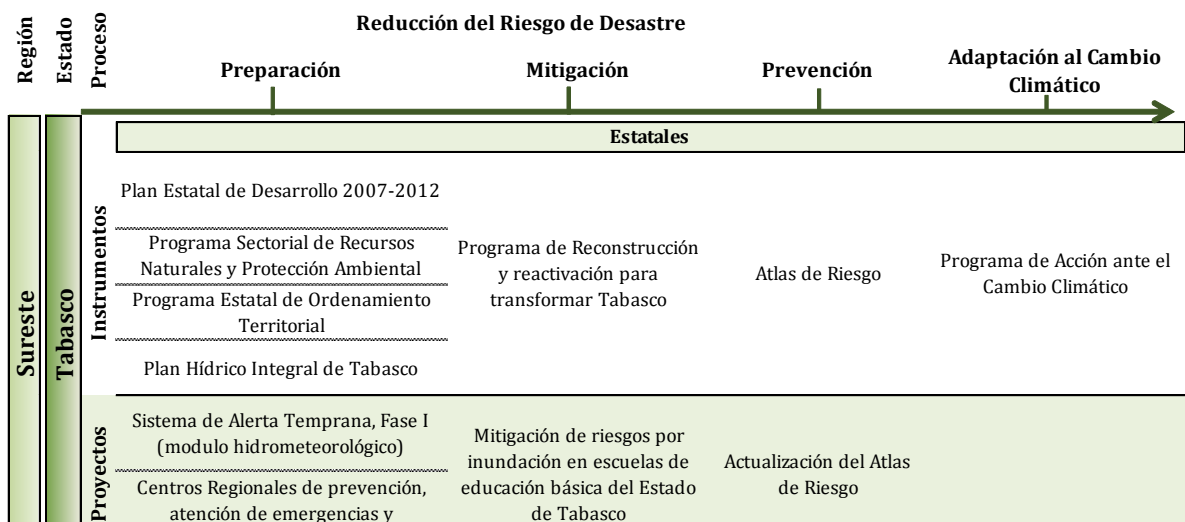 Reducción del Riesgo de Desastre
Región
Estado
Proceso
Preparación
Mitigación
Prevención
Adaptación al Cambio
Climático
Estatales
Sureste
Tabasco
Instrumentos
Plan Estatal de Desarrollo 2007-2012
Programa Sectorial de Recursos
Naturales y Protección Ambiental
Programa Estatal de Ordenamiento
Territorial
Plan Hídrico Integral de Tabasco
Programa de Reconstrucción
y reactivación para
transformar Tabasco
Atlas de Riesgo
Programa de Acción ante el
Cambio Climático
Proyectos
Sistema de Alerta Temprana, Fase I
(modulo hidrometeorológico)
Centros Regionales de prevención,
atención de emergencias y
Mitigación de riesgos por
inundación en escuelas de
educación básica del Estado
de Tabasco
Actualización del Atlas
de Riesgo